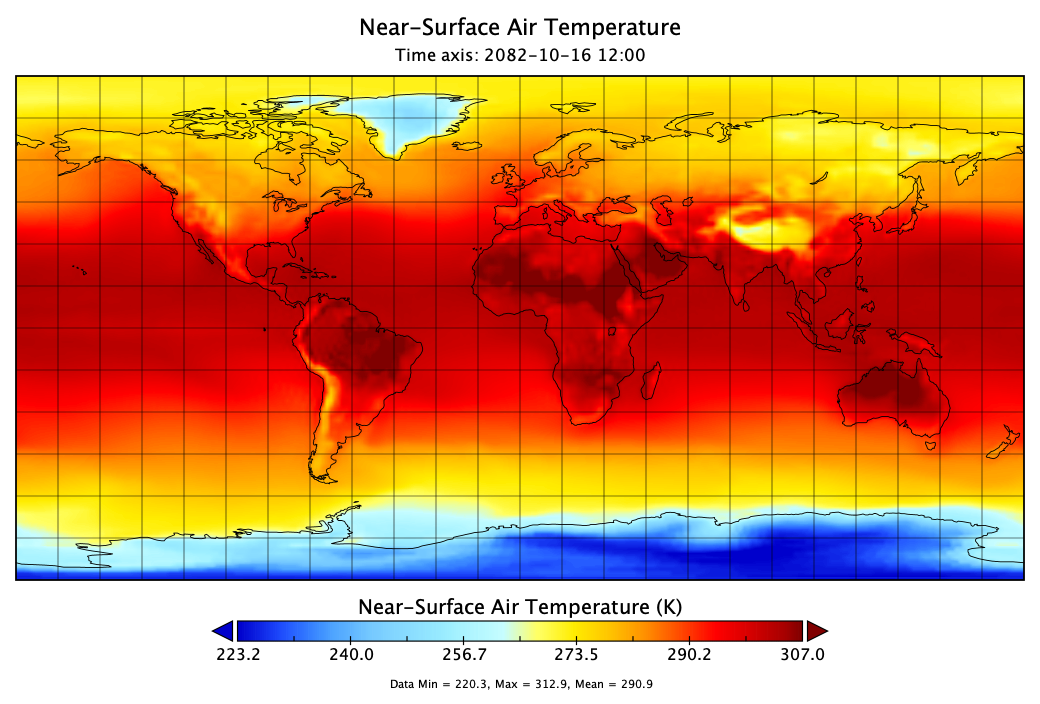 Near-Surface Air Temperature
Time axis: 2082-10-16 12:00
Near-Surface Air Temperature (K)
223.2 240.0 256.7 273.5 290.2 307.0
Data Min = 220.3, Max = 312.9, Mean = 290.9